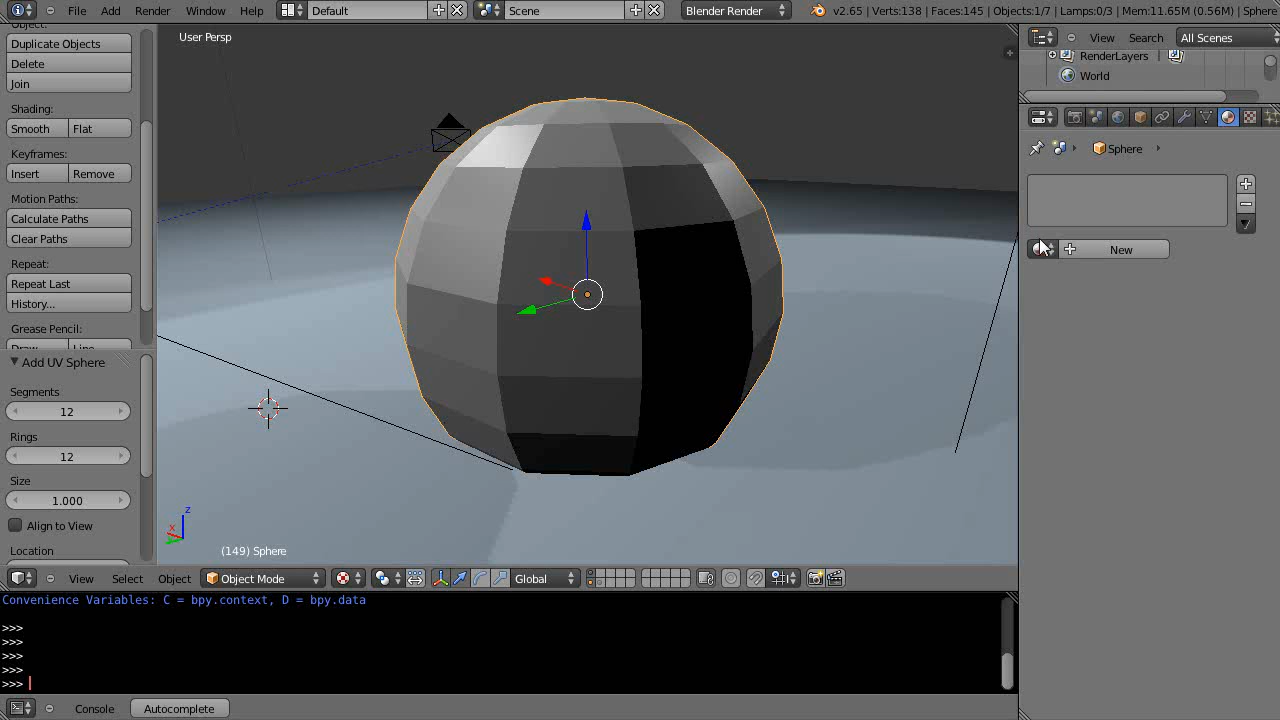 File Add Render Window Help Default Scene Blender Render v2.65 | Verts:138 | Faces:145 | Objects:1/7 | Lamps:0/3 | Mem:11.65M (0.56M) | Sphere
Object:
Duplicate Objects
Delete
Join
Shading:
Smooth Flat
Keyframes:
Insert Remove
Motion Paths:
Calculate Paths
Clear Paths
Repeat:
Repeat Last
History...
Grease Pencil:
Draw Line
Add UV Sphere
Segments
12
Rings
12
Size
1.000
Align to View
Location
User Persp
z
x
(149) Sphere
View Search All Scenes
RenderLayers |
World
Sphere
New
View Select Object Object Mode Global
Convenience Variables: C = bpy.context, D = bpy.data
>>>
>>>
>>>
>>>
>>>
Console Autocomplete